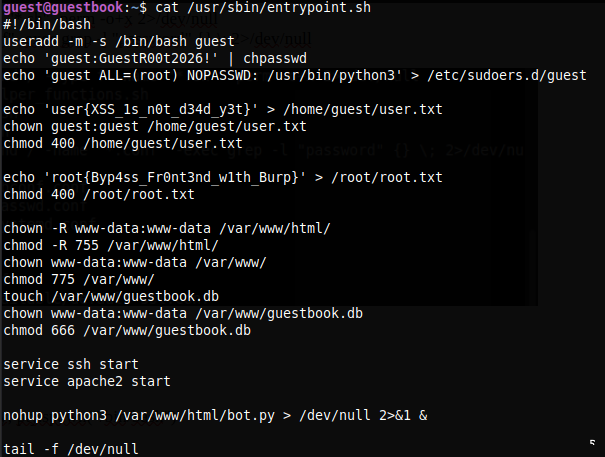 guest@guestbook:~$ cat /usr/sbin/entrypoint.sh
#!/bin/bash
useradd -m -s /bin/bash guest
echo 'guest:GuestR00t2026!' | chpasswd
echo 'guest ALL=(root) NOPASSWD: /usr/bin/python3' > /etc/sudoers.d/guest
echo 'user{XSS_1s_n0t_d34d_y3t}' > /home/guest/user.txt
chown guest:guest /home/guest/user.txt
chmod 400 /home/guest/user.txt
echo 'root{Byp4ss_Fr0nt3nd_w1th_Burp}' > /root/root.txt
chmod 400 /root/root.txt
chown -R www-data:www-data /var/www/html/
chmod -R 755 /var/www/html/
chown www-data:www-data /var/www/
chmod 775 /var/www/
touch /var/www/guestbook.db
chown www-data:www-data /var/www/guestbook.db
chmod 666 /var/www/guestbook.db
service ssh start
service apache2 start
nohup python3 /var/www/html/bot.py > /dev/null 2>&1 &
tail -f /dev/null